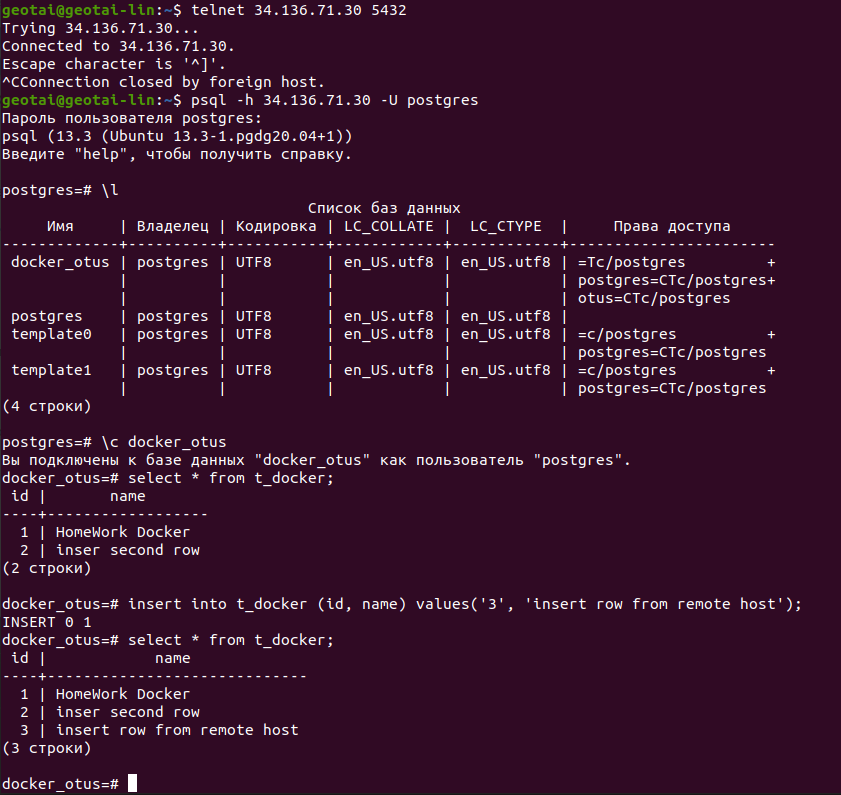 geotai@geotai-lin:~$ telnet 34.136.71.30 5432
Trying 34.136.71.30...
Connected to 34.136.71.30.
Escape character is '^]'.
^CConnection closed by foreign host.
geotai@geotai-lin:~$ psql -h 34.136.71.30 -U postgres
Пароль пользователя postgres:
psql (13.3 (Ubuntu 13.3-1.pgdg20.04+1))
Введите "help", чтобы получить справку.

postgres=# \l
                                  Список баз данных
     Имя     | Владелец | Кодировка | LC_COLLATE |  LC_CTYPE  |     Права доступа
-------------+----------+-----------+------------+------------+-----------------------
 docker_otus | postgres | UTF8      | en_US.utf8 | en_US.utf8 | =Tc/postgres         +
             |          |           |            |            | postgres=CTc/postgres+
             |          |           |            |            | otus=CTc/postgres
 postgres    | postgres | UTF8      | en_US.utf8 | en_US.utf8 |
 template0   | postgres | UTF8      | en_US.utf8 | en_US.utf8 | =c/postgres          +
             |          |           |            |            | postgres=CTc/postgres
 template1   | postgres | UTF8      | en_US.utf8 | en_US.utf8 | =c/postgres          +
             |          |           |            |            | postgres=CTc/postgres
(4 строки)

postgres=# \c docker_otus
Вы подключены к базе данных "docker_otus" как пользователь "postgres".
docker_otus=# select * from t_docker;
 id |       name
----+------------------
  1 | HomeWork Docker
  2 | inser second row
(2 строки)

docker_otus=# insert into t_docker (id, name) values('3', 'insert row from remote host');
INSERT 0 1
docker_otus=# select * from t_docker;
 id |            name
----+-----------------------------
  1 | HomeWork Docker
  2 | inser second row
  3 | insert row from remote host
(3 строки)

docker_otus=#